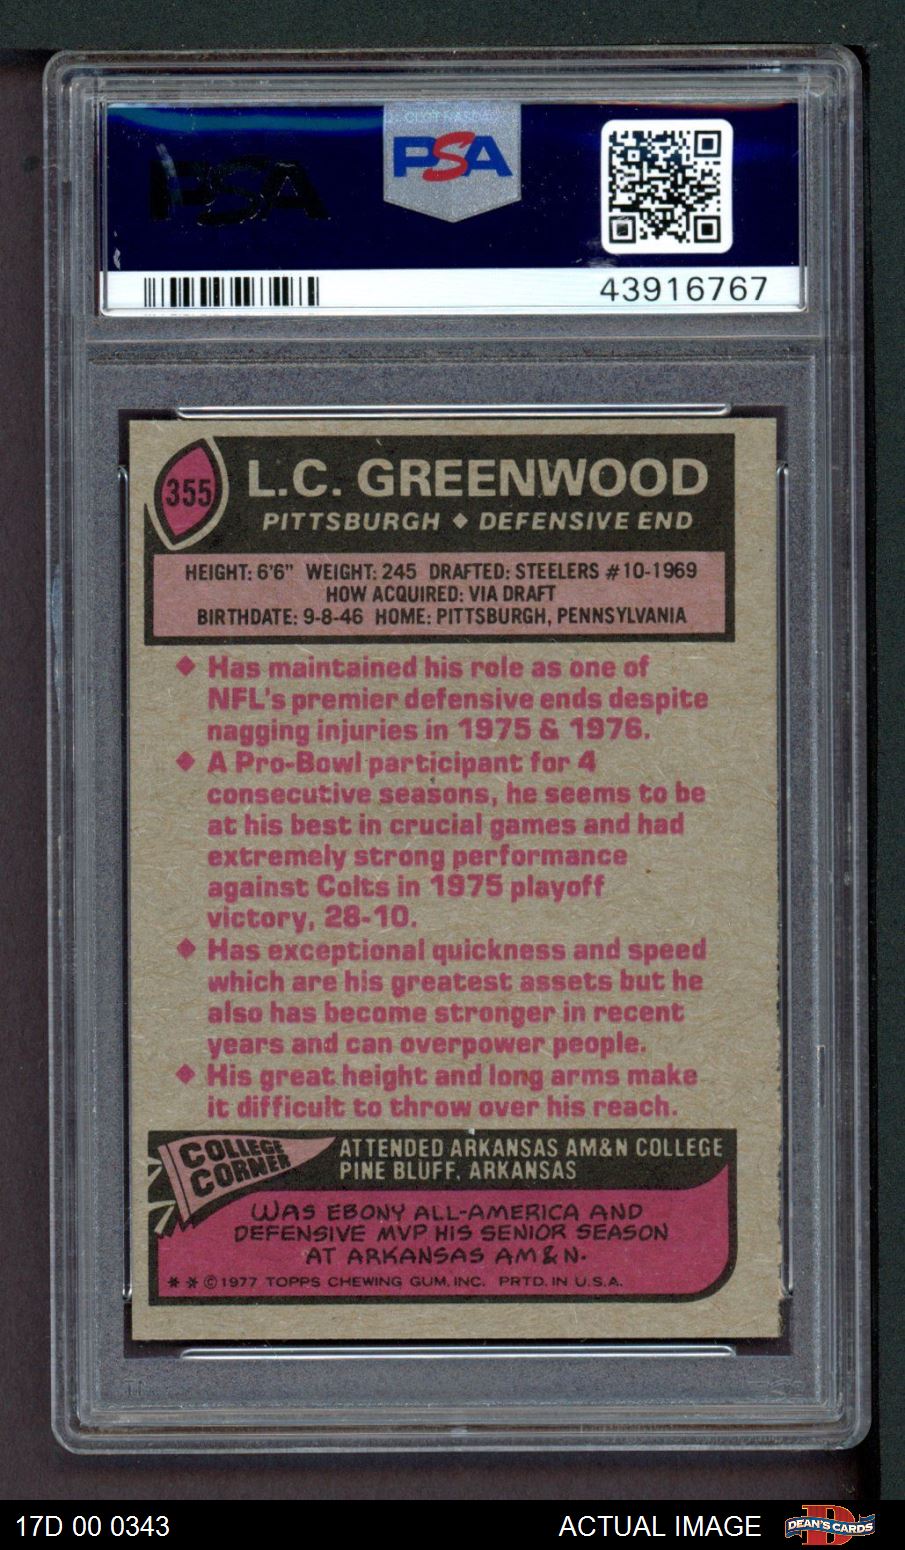 PSA
PSA
43916767
355
L.C. GREENWOOD
PITTSBURGH ◆ DEFENSIVE END
HEIGHT: 6'6" WEIGHT: 245 DRAFTED: STEELERS #10-1969
HOW ACQUIRED: VIA DRAFT
BIRTHDATE: 9-8-46 HOME: PITTSBURGH, PENNSYLVANIA
◆ Has maintained his role as one of
NFL's premier defensive ends despite
nagging injuries in 1975 & 1976.
◆ A Pro-Bowl participant for 4
consecutive seasons, he seems to be
at his best in crucial games and had
extremely strong performance
against Colts in 1975 playoff
victory, 28-10.
◆ Has exceptional quickness and speed
which are his greatest assets but he
also has become stronger in recent
years and can overpower people.
◆ His great height and long arms make
it difficult to throw over his reach.
COLLEGE
CORNER
ATTENDED ARKANSAS AM&N COLLEGE
PINE BLUFF, ARKANSAS
WAS EBONY ALL-AMERICA AND
DEFENSIVE MVP HIS SENIOR SEASON
AT ARKANSAS AM&N.
* * © 1977 TOPPS CHEWING GUM, INC. PRTD. IN U.S.A.
17D 00 0343
ACTUAL IMAGE
DEAN'S CARDS